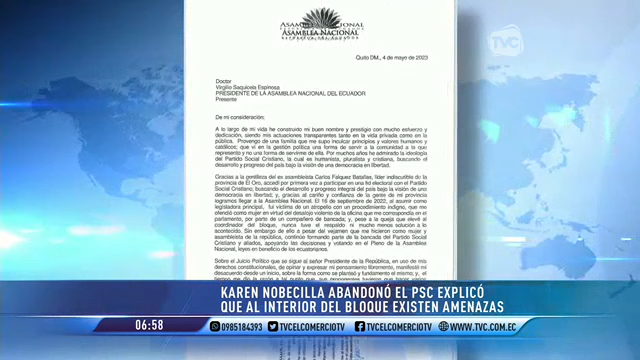 ASAMBLEA NACIONAL
ASAMBLEA NACIONAL
REPÚBLICA DEL ECUADOR
TVC
Quito DM., 4 de mayo de 2023
Doctor
Virgilio Saquicela Espinosa
PRESIDENTE DE LA ASAMBLEA NACIONAL DEL ECUADOR
Presente
De mi consideración:
A lo largo de mi vida he construido mi buen nombre y prestigio con mucho esfuerzo y
dedicación, siendo mis actuaciones transparentes tanto en la vida privada como en la
pública. Provengo de una familia que me supo inculcar principios y valores humanos y
católicos; que vi en la gestión política una forma de servir a la comunidad a la que
represento y no una forma de servirme de ella. Por muchos años he admirado la ideología
del Partido Social Cristiano, la cual es humanista, pluralista y cristiana, buscando el
desarrollo y progreso del país bajo la visión de una democracia en libertad.
Gracias a la gentileza del ex asambleísta Carlos Falquez Batallas, líder indiscutible de la
provincia de El Oro, accedí por primera vez a participar en una lid electoral con el Partido
Social Cristiano; buscando el desarrollo y progreso integral del país bajo la visión de una
democracia en libertad; y, gracias al cariño y confianza de la gente de mi provincia
logramos llegar a la Asamblea Nacional. El 16 de septiembre de 2022, al asumir como
legisladora principal, fui víctima de un atropello con un procedimiento indigno, que me
ofendió como mujer en virtud del desalojo violento de la oficina que me correspondía en el
parlamento, por parte de un compañero de bancada, y, pese a la queja que elevé al
coordinador del bloque, nunca tuve el respaldo ni mucho menos solución a lo
acontecido. Sin embargo de ello a pesar del vejamen que me hicieron como mujer y
asambleísta de la república, continúe formando parte de la bancada del Partido Social
Cristiano y aliados, apoyando las decisiones y votando en el Pleno de la Asamblea
Nacional, leyes en beneficio de los ecuatorianos.
Sobre el Juicio Político que se sigue al señor Presidente de la República, en uso de mis
derechos constitucionales, de opinar y expresar mi pensamiento libremente, manifesté mi
desacuerdo desde un inicio, sobre la forma como se planteó y fundamento el mismo; y, el
KAREN NOBECILLA ABANDONÓ EL PSC EXPLICÓ
QUE AL INTERIOR DEL BLOQUE EXISTEN AMENAZAS
06:58
0985184393
TVCELCOMERCIOTV
TVCELCOMERCIOTV
WWW.TVC.COM.EC